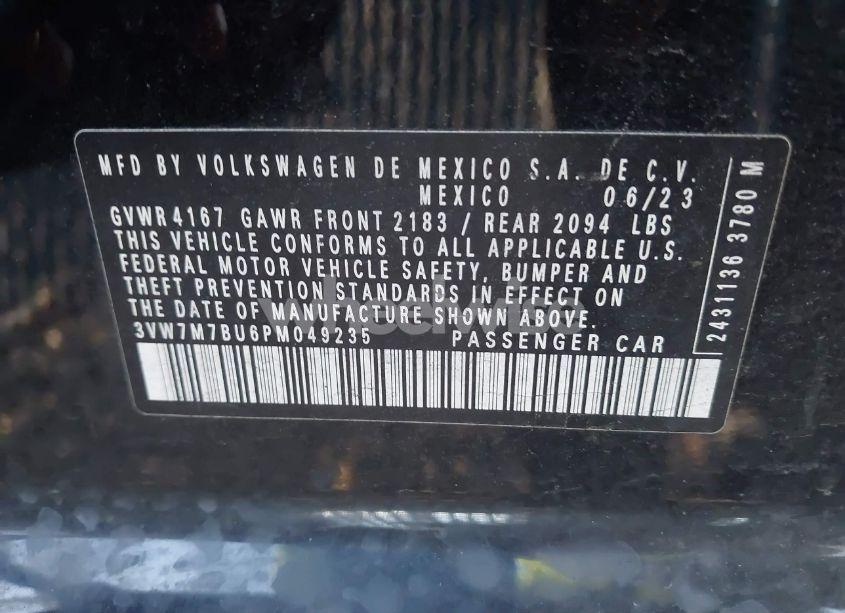 MFD BY VOLKSWAGEN DE MEXICO S.A. DE C.V.
MEXICO 06/23
GVWR 4167 GAWR FRONT 2183 / REAR 2094 LBS
THIS VEHICLE CONFORMS TO ALL APPLICABLE U.S.
FEDERAL MOTOR VEHICLE SAFETY, BUMPER AND
THEFT PREVENTION STANDARDS IN EFFECT ON
THE DATE OF MANUFACTURE SHOWN ABOVE.
3VW7M7BU6PM049235 PASSENGER CAR
2431136 3780 M